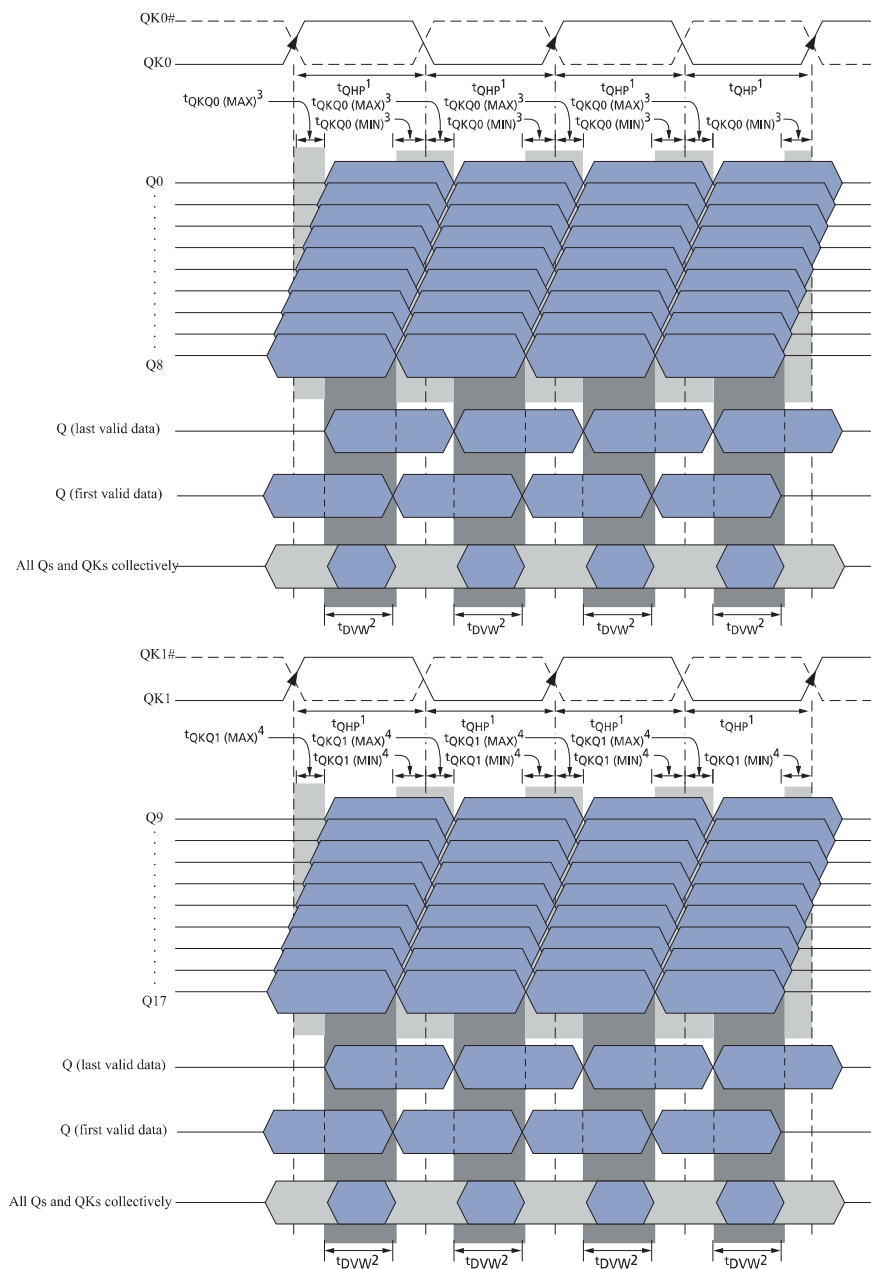 QK0#
QK0
tQHP¹ tQHP¹ tQHP¹ tQHP¹
tQKQ0 (MAX)³ tQKQ0 (MAX)³ tQKQ0 (MAX)³ tQKQ0 (MAX)³
tQKQ0 (MIN)³ tQKQ0 (MIN)³ tQKQ0 (MIN)³ tQKQ0 (MIN)³
Q0
Q8
Q (last valid data)
Q (first valid data)
All Qs and QKs collectively
tDVW² tDVW² tDVW² tDVW²
QK1#
QK1
tQHP¹ tQHP¹ tQHP¹ tQHP¹
tQKQ1 (MAX)⁴ tQKQ1 (MAX)⁴ tQKQ1 (MAX)⁴ tQKQ1 (MAX)⁴
tQKQ1 (MIN)⁴ tQKQ1 (MIN)⁴ tQKQ1 (MIN)⁴ tQKQ1 (MIN)⁴
Q9
Q17
Q (last valid data)
Q (first valid data)
All Qs and QKs collectively
tDVW² tDVW² tDVW² tDVW²